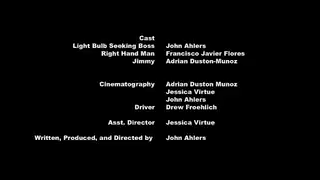 Cast
Light Bulb Seeking Boss John Ahlers
Right Hand Man Francisco Javier Flores
Jimmy Adrian Duston-Munoz
Cinematography Adrian Duston Munoz
Jessica Virtue
John Ahlers
Driver Drew Froehlich
Asst. Director Jessica Virtue
Written, Produced, and Directed by John Ahlers